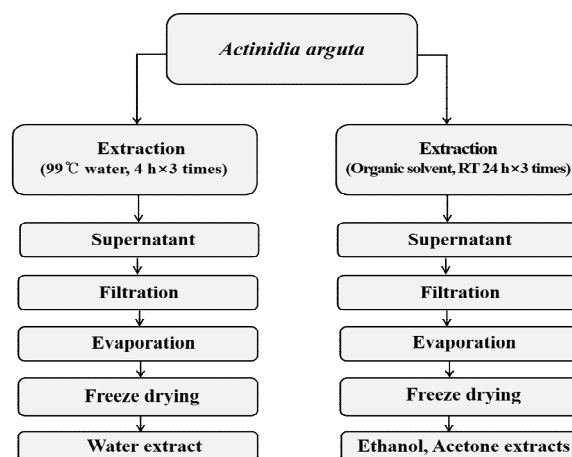 Actinidia arguta
Extraction
(99℃ water, 4 h×3 times)
Supernatant
Filtration
Evaporation
Freeze drying
Water extract
Extraction
(Organic solvent, RT 24 h×3 times)
Supernatant
Filtration
Evaporation
Freeze drying
Ethanol, Acetone extracts